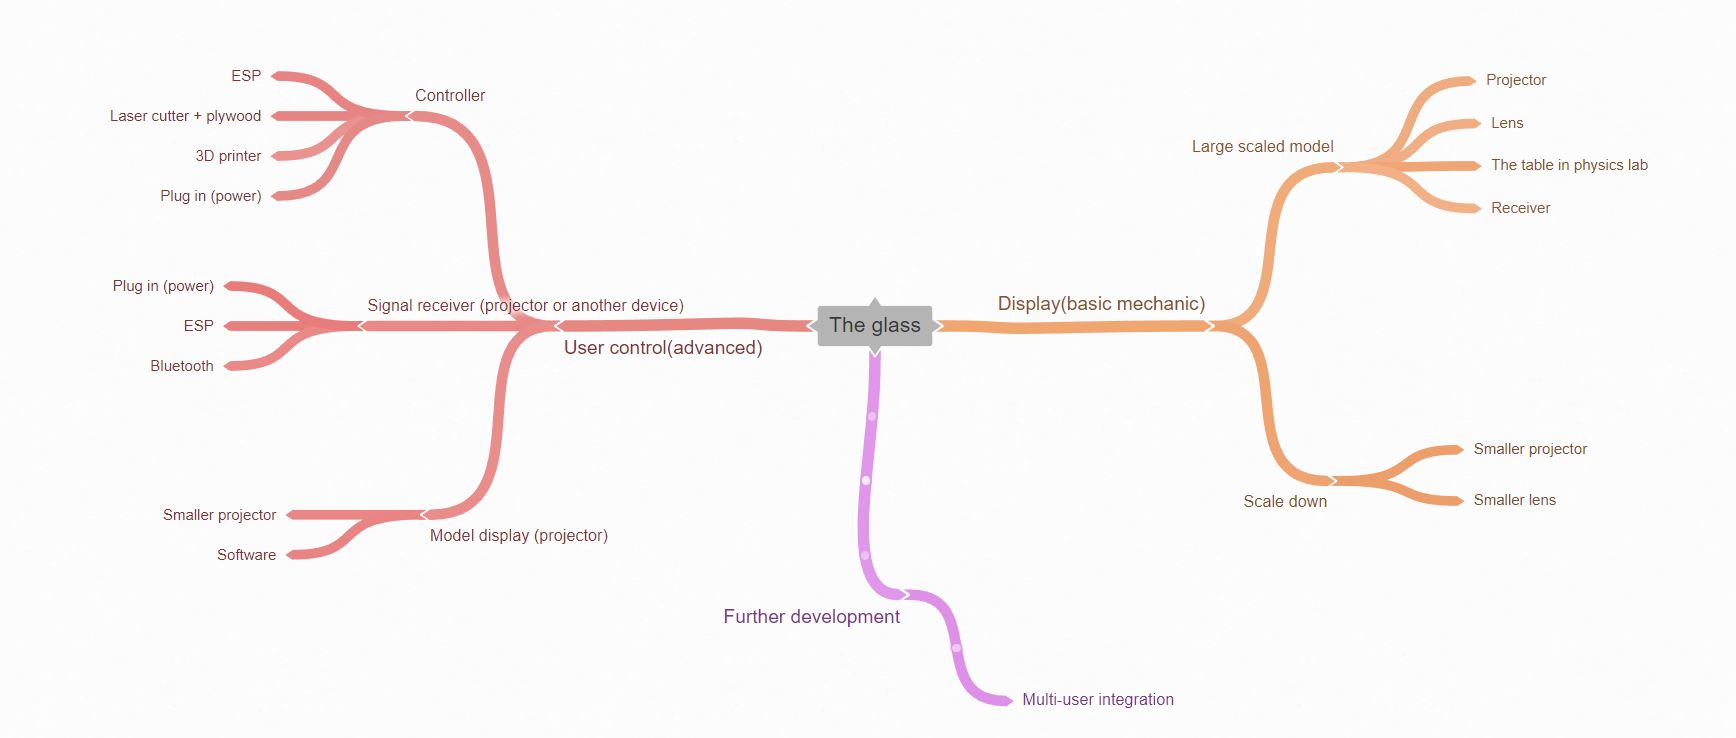 ESP
Controller
Laser cutter + plywood
3D printer
Plug in (power)
Plug in (power)
Signal receiver (projector or another device)
ESP
Bluetooth
User control(advanced)
Smaller projector
Model display (projector)
Software
The glass
Display(basic mechanic)
Large scaled model
Projector
Lens
The table in physics lab
Receiver
Scale down
Smaller projector
Smaller lens
Further development
Multi-user integration